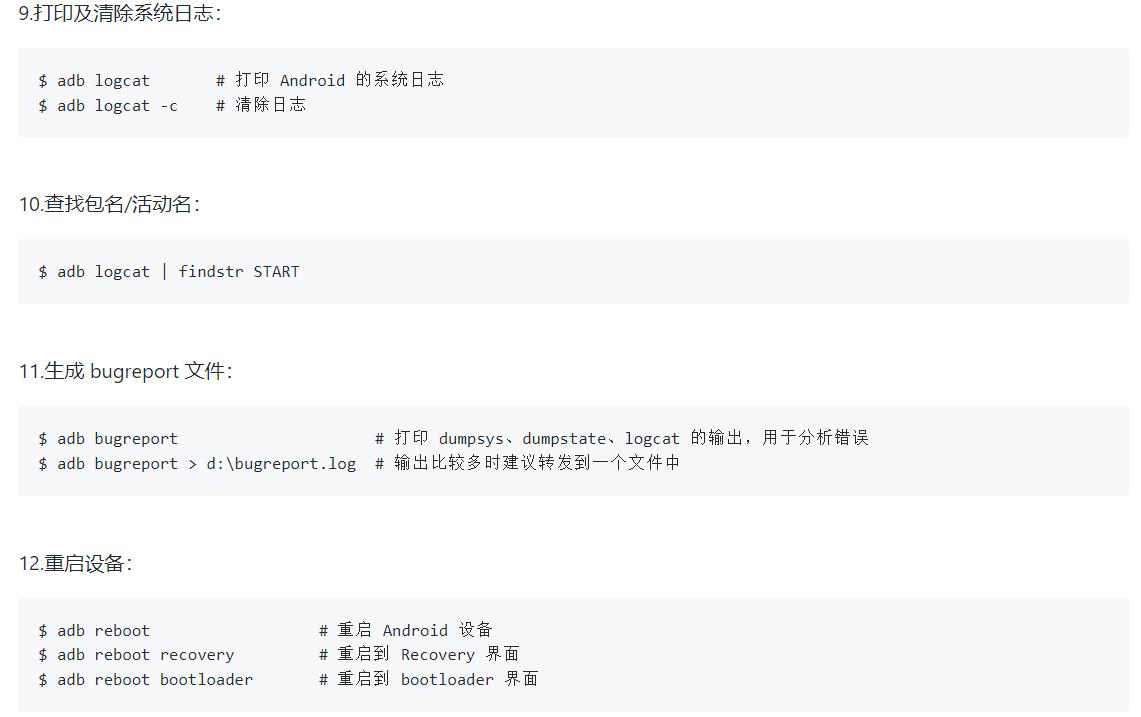 9.打印及清除系统日志：
$ adb logcat       # 打印 Android 的系统日志
$ adb logcat -c    # 清除日志
10.查找包名/活动名：
$ adb logcat | findstr START
11.生成 bugreport 文件：
$ adb bugreport                     # 打印 dumpsys、dumpstate、logcat 的输出，用于分析错误
$ adb bugreport > d:\bugreport.log  # 输出比较多时建议转发到一个文件中
12.重启设备：
$ adb reboot                  # 重启 Android 设备
$ adb reboot recovery         # 重启到 Recovery 界面
$ adb reboot bootloader       # 重启到 bootloader 界面